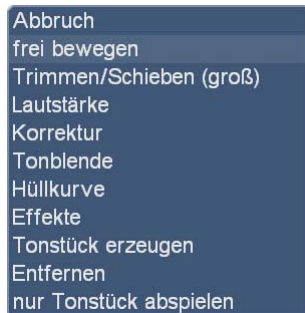 Abbruch
frei bewegen
Trimmen/Schieben (groß)
Lautstärke
Korrektur
Tonblende
Hüllkurve
Effekte
Tonstück erzeugen
Entfernen
nur Tonstück abspielen